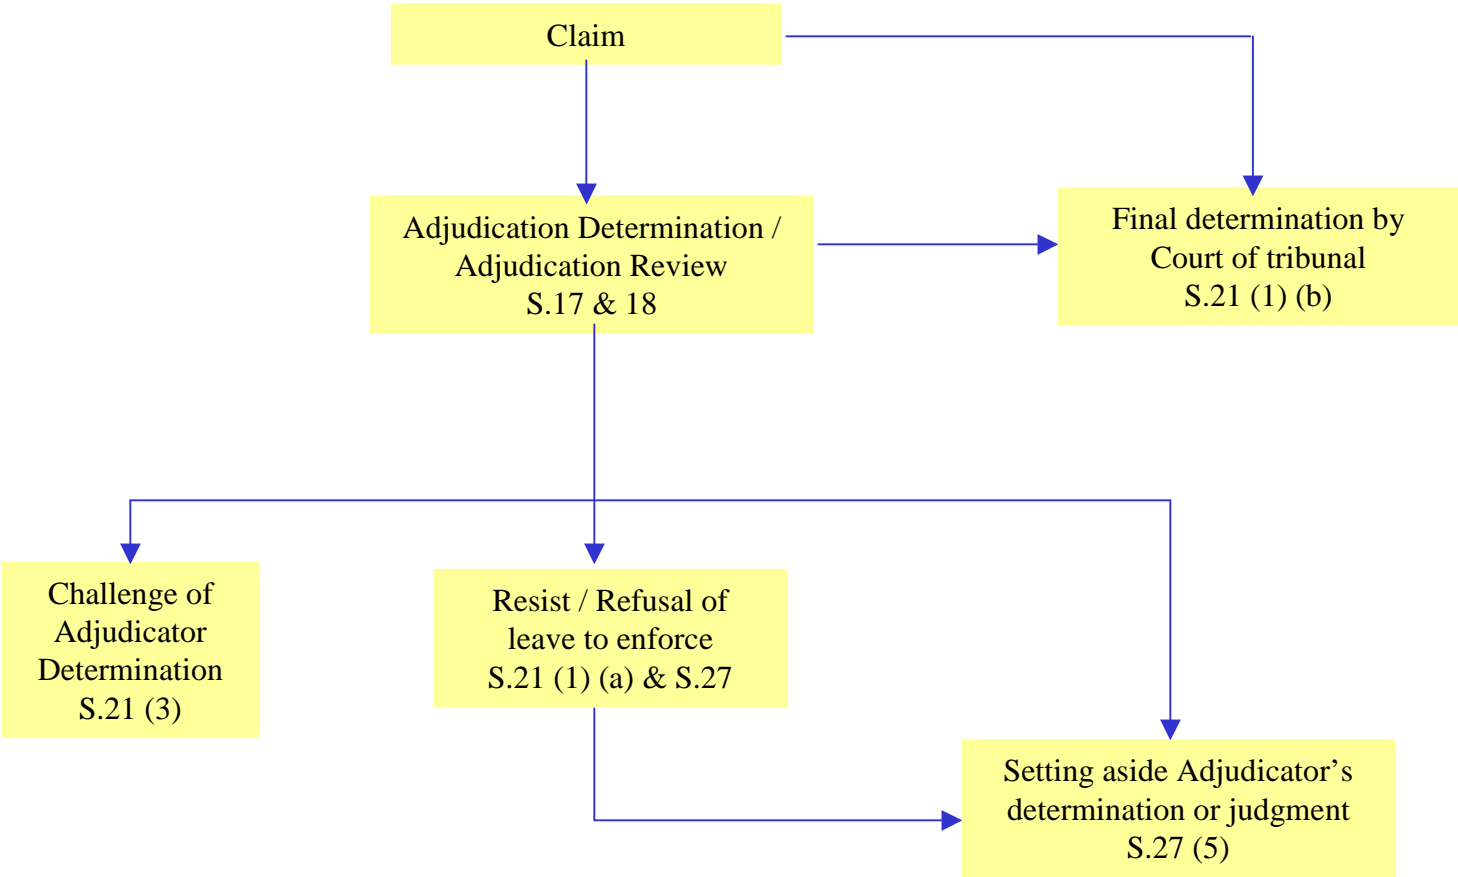 Claim
Adjudication Determination /
Adjudication Review
S.17 & 18
Final determination by
Court of tribunal
S.21 (1) (b)
Challenge of
Adjudicator
Determination
S.21 (3)
Resist / Refusal of
leave to enforce
S.21 (1) (a) & S.27
Setting aside Adjudicator’s
determination or judgment
S.27 (5)